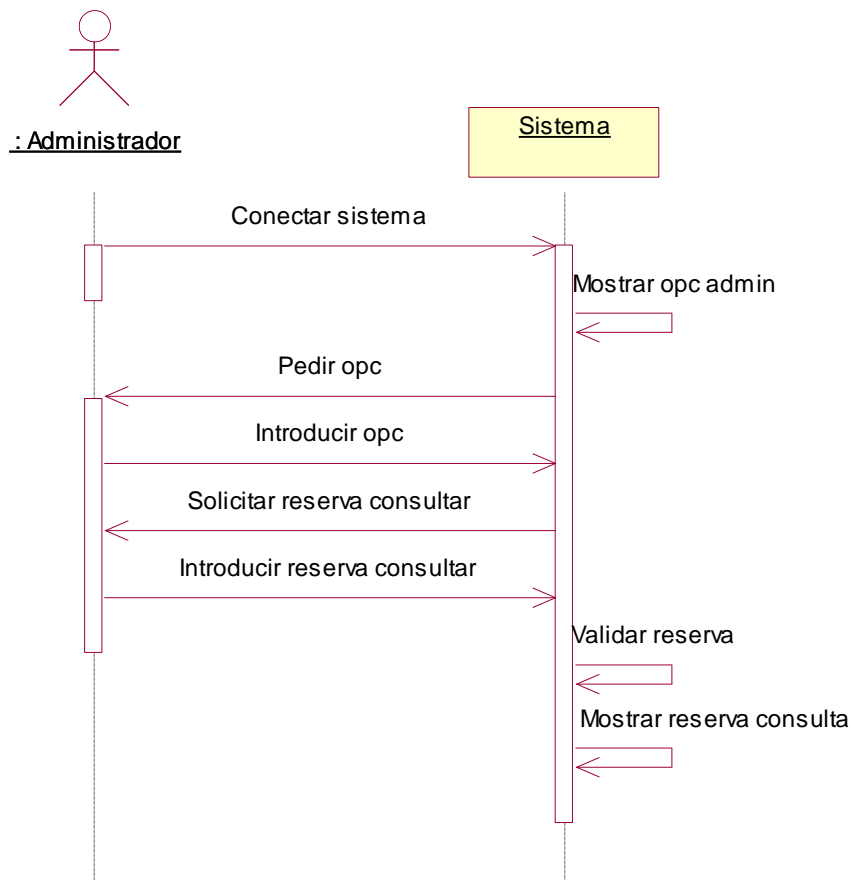 : Administrador
Sistema
Conectar sistema
Mostrar opc admin
Pedir opc
Introducir opc
Solicitar reserva consultar
Introducir reserva consultar
Validar reserva
Mostrar reserva consulta